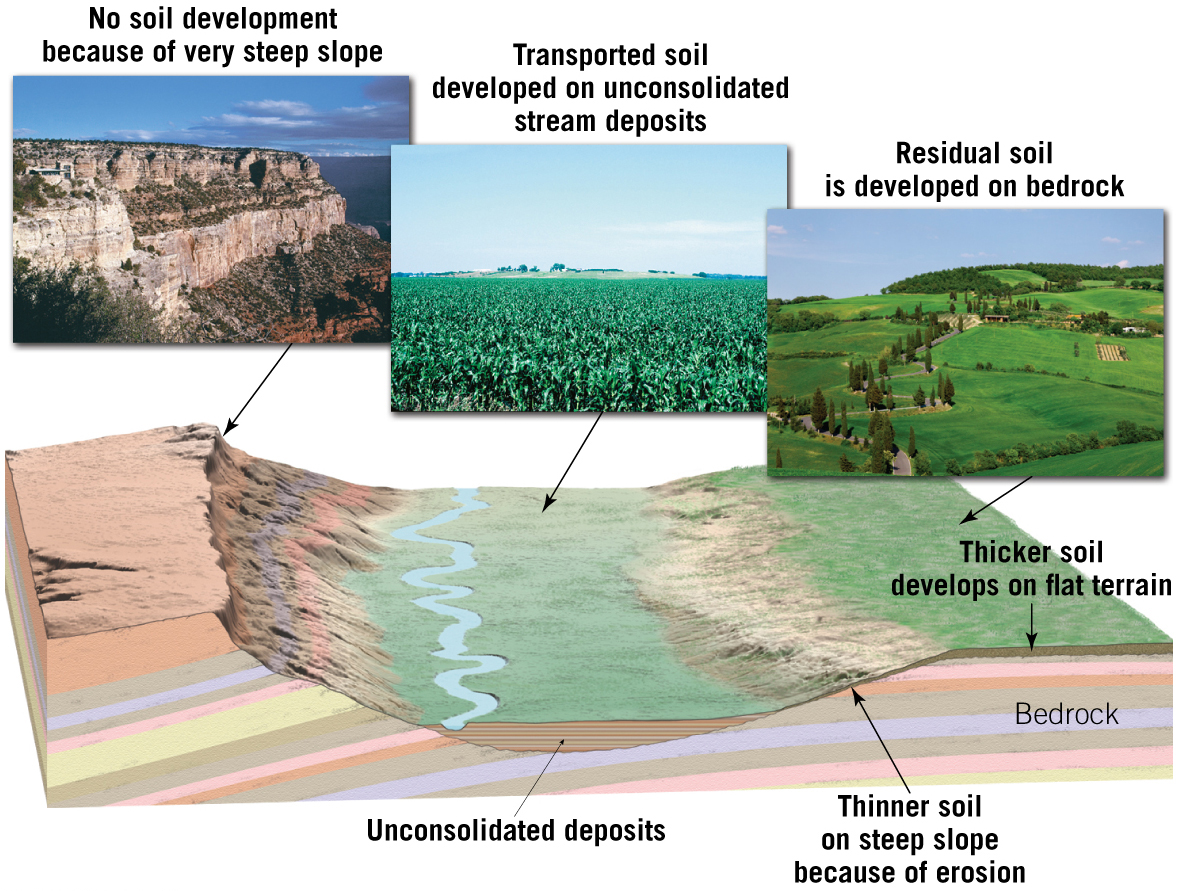 No soil development
because of very steep slope
Transported soil
developed on unconsolidated
stream deposits
Residual soil
is developed on bedrock
Thicker soil
develops on flat terrain
Bedrock
Unconsolidated deposits
Thinner soil
on steep slope
because of erosion